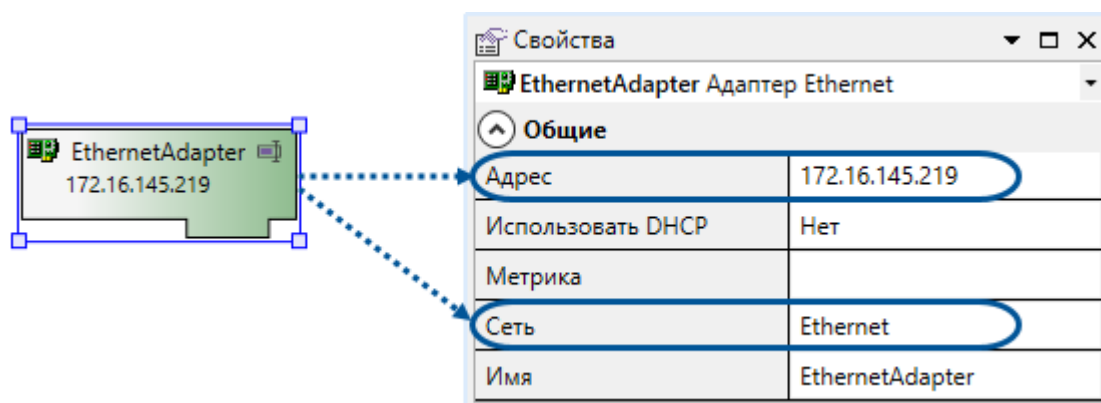 EthernetAdapter
172.16.145.219
Свойства
EthernetAdapter Адаптер Ethernet
Общие
Адрес 172.16.145.219
Использовать DHCP Нет
Метрика
Сеть Ethernet
Имя EthernetAdapter